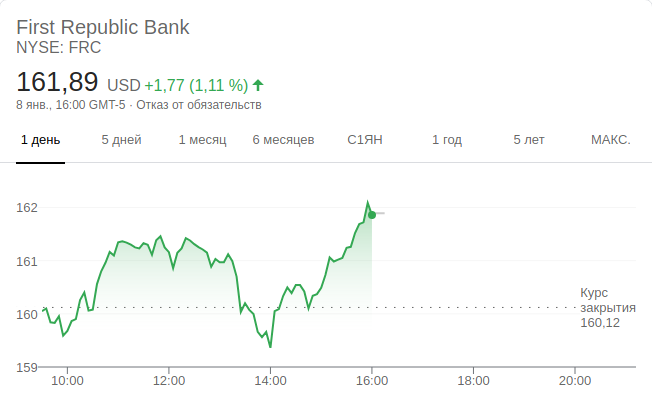 First Republic Bank
NYSE: FRC
161,89 USD +1,77 (1,11 %)
8 янв., 16:00 GMT-5 · Отказ от обязательств
1 день 5 дней 1 месяц 6 месяцев С1ЯН 1 год 5 лет МАКС.
162
161
160
159
Курс
закрытия
160,12
10:00 12:00 14:00 16:00 18:00 20:00